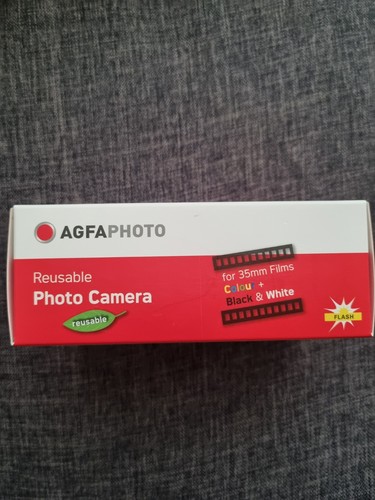 AGFAPHOTO
Reusable
Photo Camera
reusable
for 35mm Films
Colour +
Black & White
FLASH